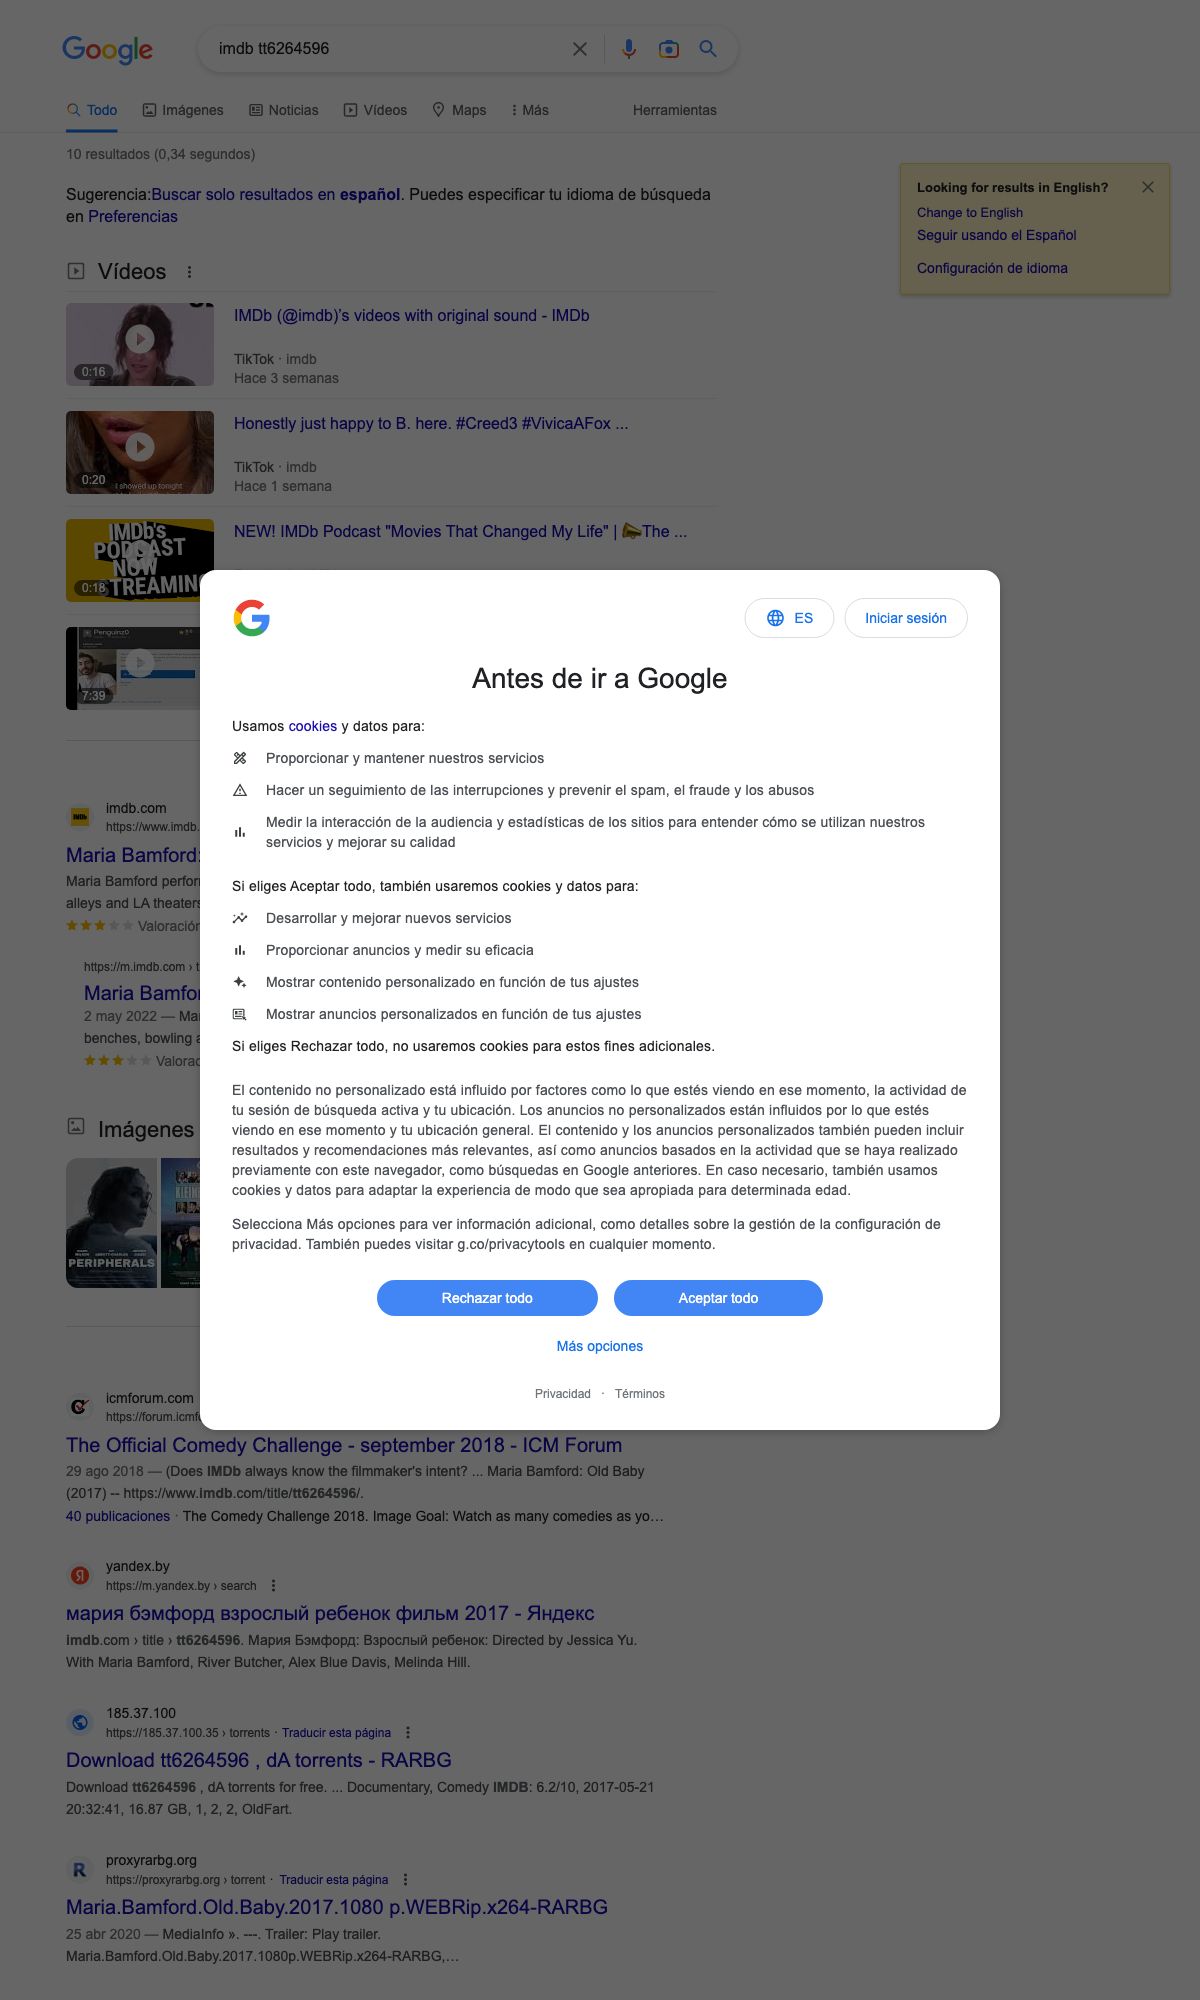 Google
imdb tt6264596
Todo
Imágenes
Noticias
Vídeos
Maps
Más
Herramientas
10 resultados (0,34 segundos)
Sugerencia:Buscar solo resultados en español. Puedes especificar tu idioma de búsqueda
en Preferencias
Looking for results in English?
Change to English
Seguir usando el Español
Configuración de idioma
Vídeos
0:16
IMDb (@imdb)'s videos with original sound - IMDb
TikTok · imdb
Hace 3 semanas
0:20
I showed up tonight
Honestly just happy to B. here. #Creed3 #VivicaAFox ...
TikTok · imdb
Hace 1 semana
IMDb's
PODCAST
NOW
STREAMING
0:18
NEW! IMDb Podcast "Movies That Changed My Life" | 📣The ...
Penguinz0
7:39
ES
Iniciar sesión
Antes de ir a Google
Usamos cookies y datos para:
Proporcionar y mantener nuestros servicios
Hacer un seguimiento de las interrupciones y prevenir el spam, el fraude y los abusos
Medir la interacción de la audiencia y estadísticas de los sitios para entender cómo se utilizan nuestros
servicios y mejorar su calidad
Si eliges Aceptar todo, también usaremos cookies y datos para:
Desarrollar y mejorar nuevos servicios
Proporcionar anuncios y medir su eficacia
Mostrar contenido personalizado en función de tus ajustes
Mostrar anuncios personalizados en función de tus ajustes
Si eliges Rechazar todo, no usaremos cookies para estos fines adicionales.
El contenido no personalizado está influido por factores como lo que estés viendo en ese momento, la actividad de
tu sesión de búsqueda activa y tu ubicación. Los anuncios no personalizados están influidos por lo que estés
viendo en ese momento y tu ubicación general. El contenido y los anuncios personalizados también pueden incluir
resultados y recomendaciones más relevantes, así como anuncios basados en la actividad que se haya realizado
previamente con este navegador, como búsquedas en Google anteriores. En caso necesario, también usamos
cookies y datos para adaptar la experiencia de modo que sea apropiada para determinada edad.
Selecciona Más opciones para ver información adicional, como detalles sobre la gestión de la configuración de
privacidad. También puedes visitar g.co/privacytools en cualquier momento.
Rechazar todo
Aceptar todo
Más opciones
Privacidad · Términos
imdb.com
https://www.imdb.
Maria Bamford:
Maria Bamford perfor
alleys and LA theaters
Valoración
https://m.imdb.com › t
Maria Bamfo
2 may 2022 — Ma
benches, bowling a
Valorac
Imágenes
PERIPHERALS
icmforum.com
https://forum.icmf
The Official Comedy Challenge - september 2018 - ICM Forum
29 ago 2018 — (Does IMDb always know the filmmaker's intent? ... Maria Bamford: Old Baby
(2017) -- https://www.imdb.com/title/tt6264596/.
40 publicaciones · The Comedy Challenge 2018. Image Goal: Watch as many comedies as yo…
yandex.by
https://m.yandex.by › search
мария бэмфорд взрослый ребенок фильм 2017 - Яндекс
imdb.com › title › tt6264596. Мария Бэмфорд: Взрослый ребенок: Directed by Jessica Yu.
With Maria Bamford, River Butcher, Alex Blue Davis, Melinda Hill.
185.37.100
https://185.37.100.35 › torrents · Traducir esta página
Download tt6264596 , dA torrents - RARBG
Download tt6264596 , dA torrents for free. ... Documentary, Comedy IMDB: 6.2/10, 2017-05-21
20:32:41, 16.87 GB, 1, 2, 2, OldFart.
proxyrarbg.org
https://proxyrarbg.org › torrent · Traducir esta página
Maria.Bamford.Old.Baby.2017.1080 p.WEBRip.x264-RARBG
25 abr 2020 — MediaInfo ». ---. Trailer: Play trailer.
Maria.Bamford.Old.Baby.2017.1080p.WEBRip.x264-RARBG,…